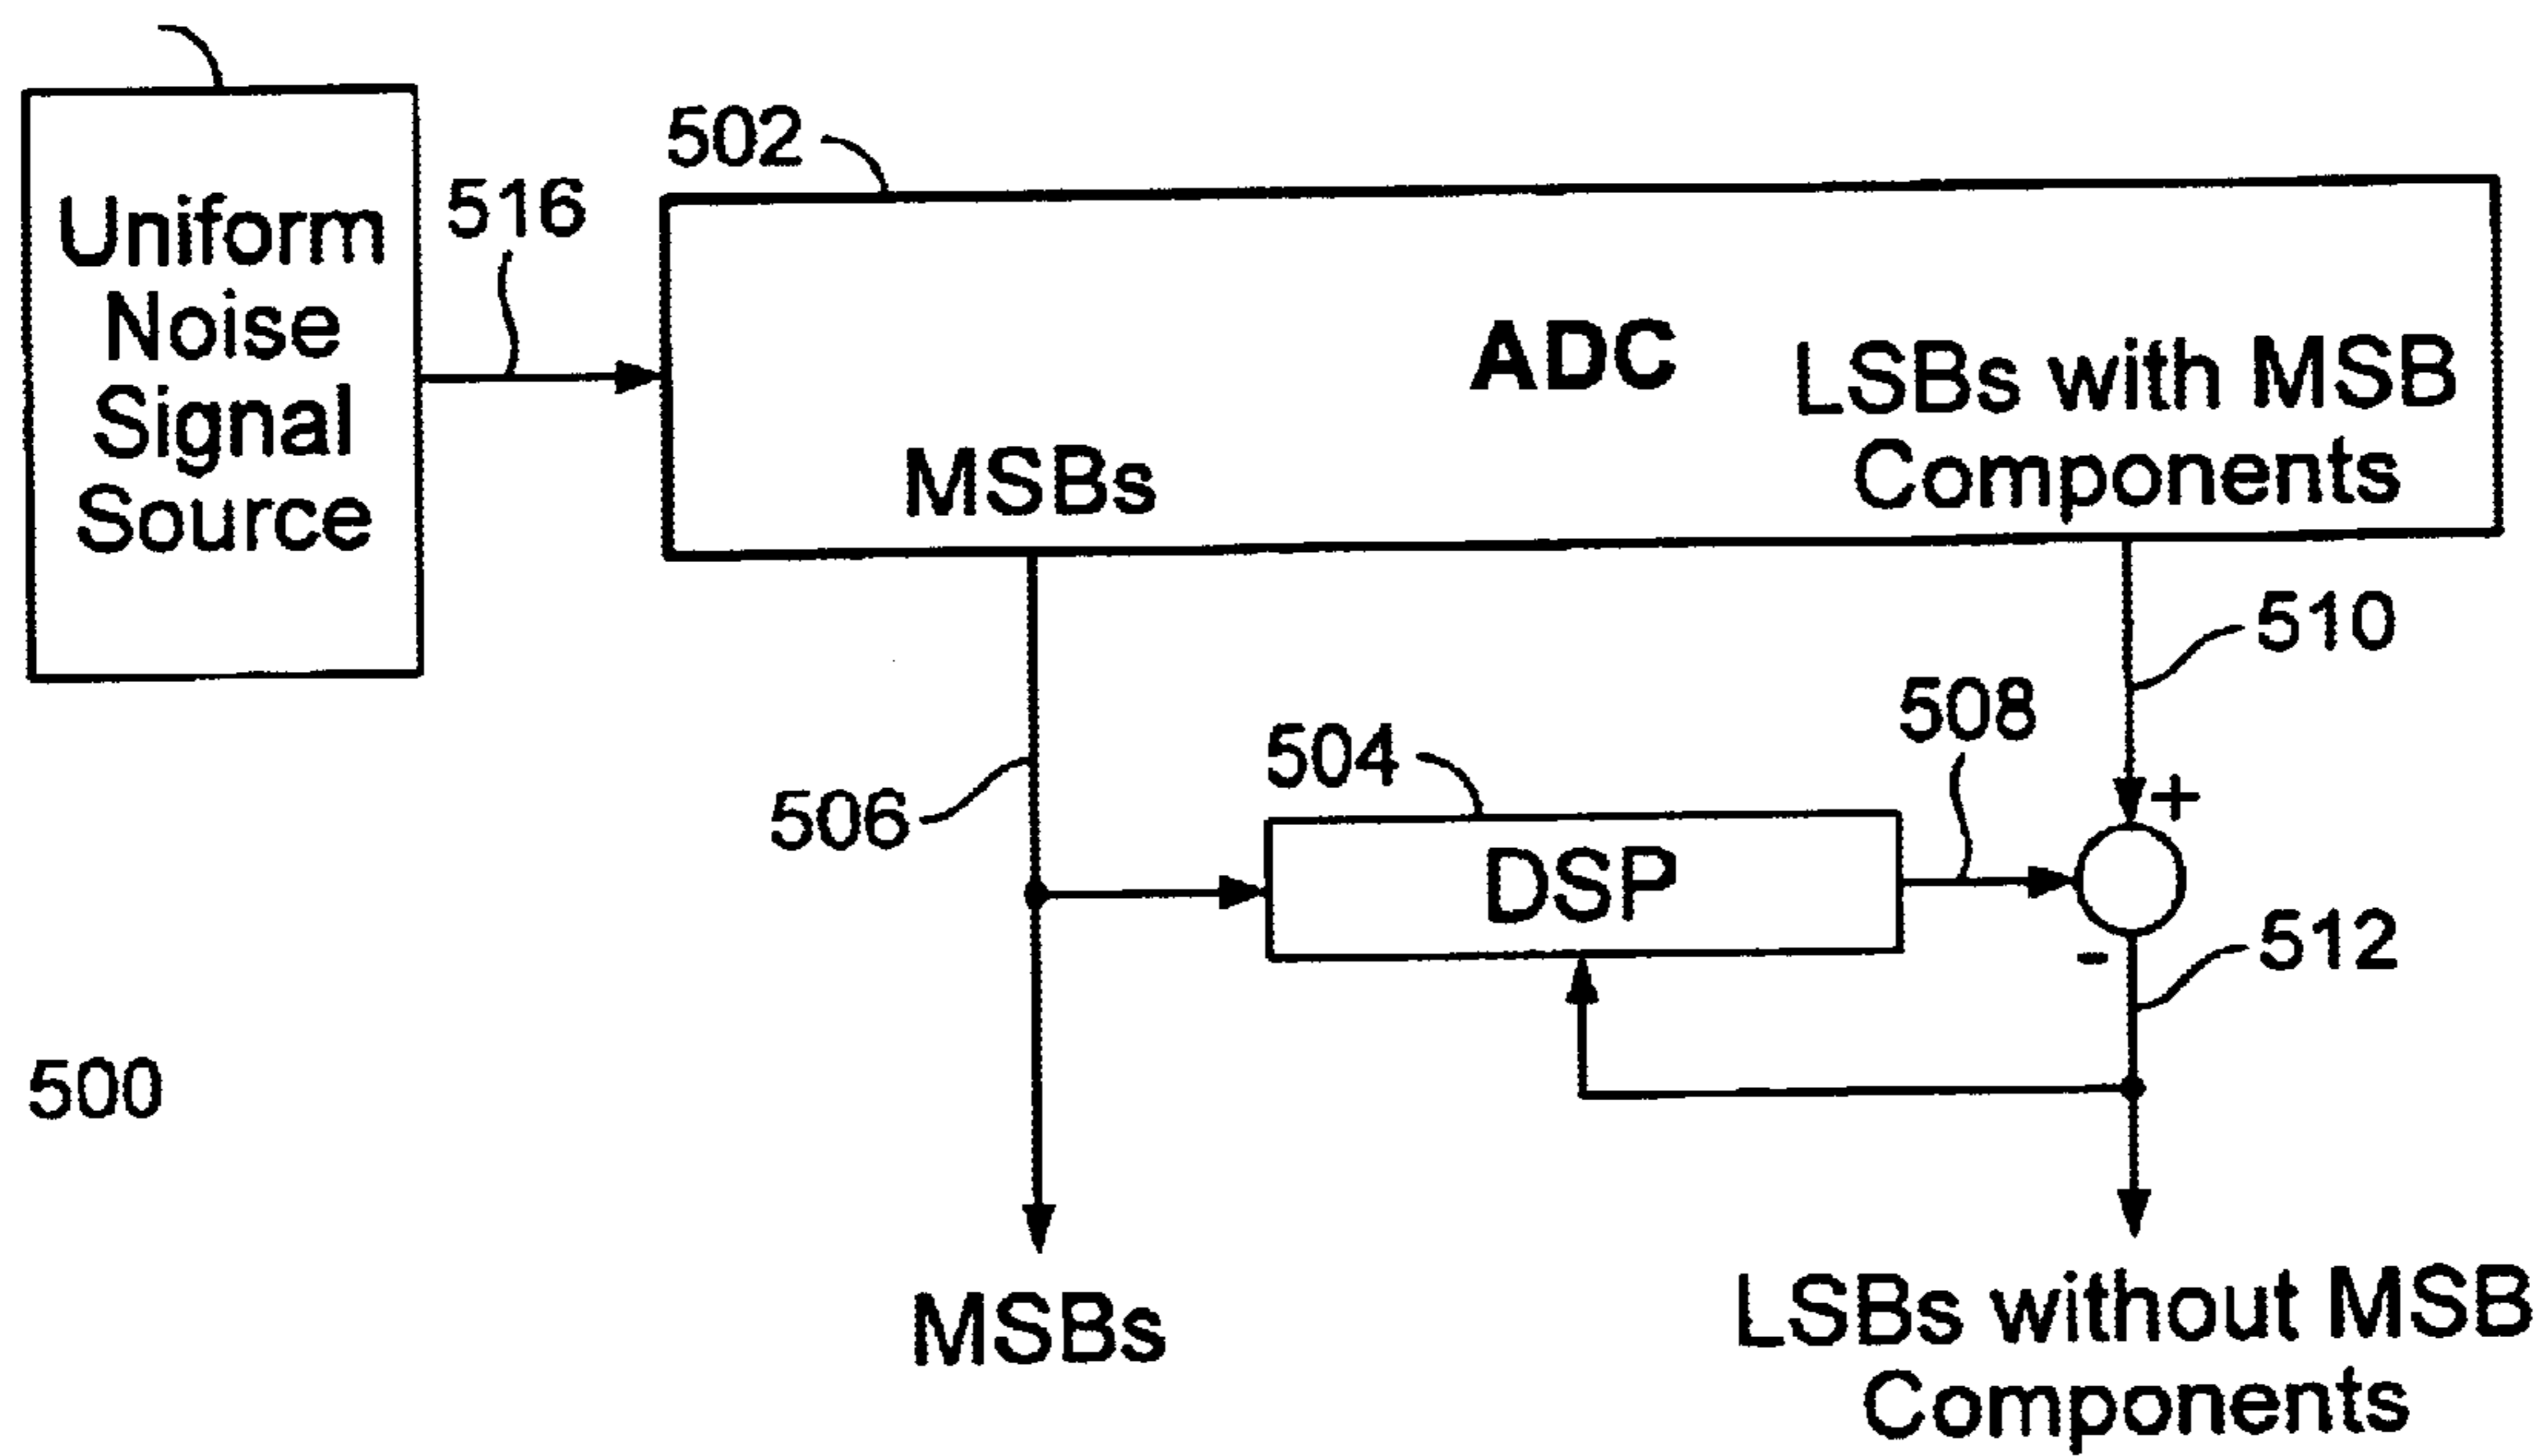 Uniform
Noise
Signal
Source
516
502
ADC
MSBs
LSBs with MSB
Components
506
504
DSP
508
510
+
-
512
500
MSBs
LSBs without MSB
Components